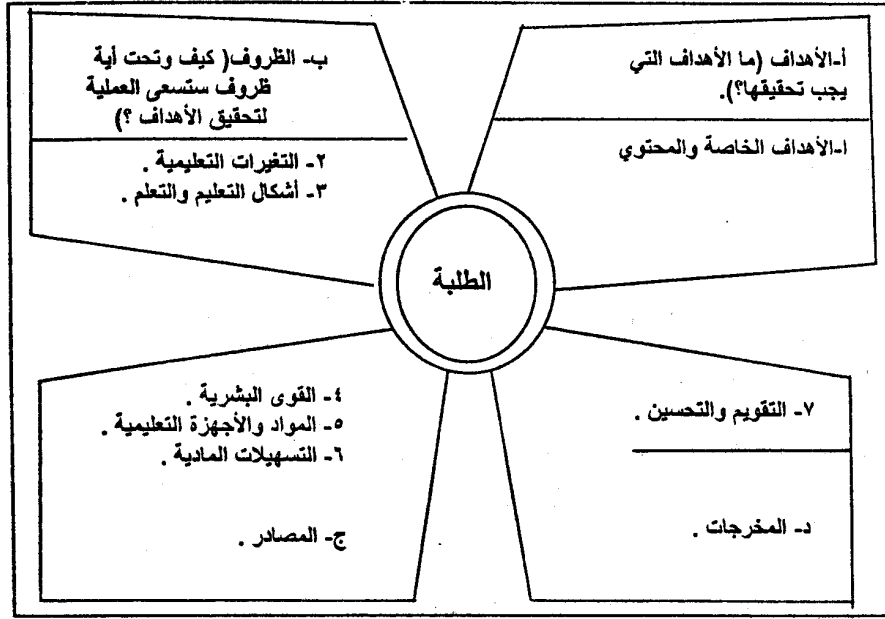 أ-الأهداف (ما الأهداف التي
يجب تحقيقها؟).
ا-الأهداف الخاصة والمحتوي
ب- الظروف( كيف وتحت أية
ظروف ستسعى العملية
لتحقيق الأهداف ؟)
٢- التغيرات التعليمية .
٣- أشكال التعليم والتعلم .
الطلبة
٤- القوى البشرية .
٥- المواد والأجهزة التعليمية .
٦- التسهيلات المادية .
ج- المصادر .
٧- التقويم والتحسين .
د- المخرجات .